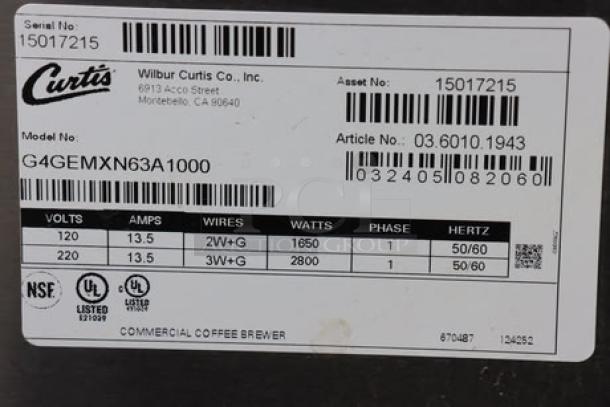 Serial No:
15017215
Curtis
Wilbur Curtis Co., Inc.
6913 Acco Street
Montebello, CA 90640
Asset No: 15017215
Model No:
G4GEMXN63A1000
Article No.: 03.6010.1943
032405 082060
VOLTS AMPS WIRES WATTS PHASE HERTZ
120 13.5 2W+G 1650 1 50/60
220 13.5 3W+G 2800 1 50/60
NSF
UL
LISTED
E21039
c UL
LISTED
COMMERCIAL COFFEE BREWER
670487 124252